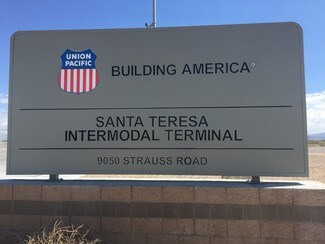 UNION
PACIFIC
BUILDING AMERICA®
SANTA TERESA
INTERMODAL TERMINAL
9050 STRAUSS ROAD